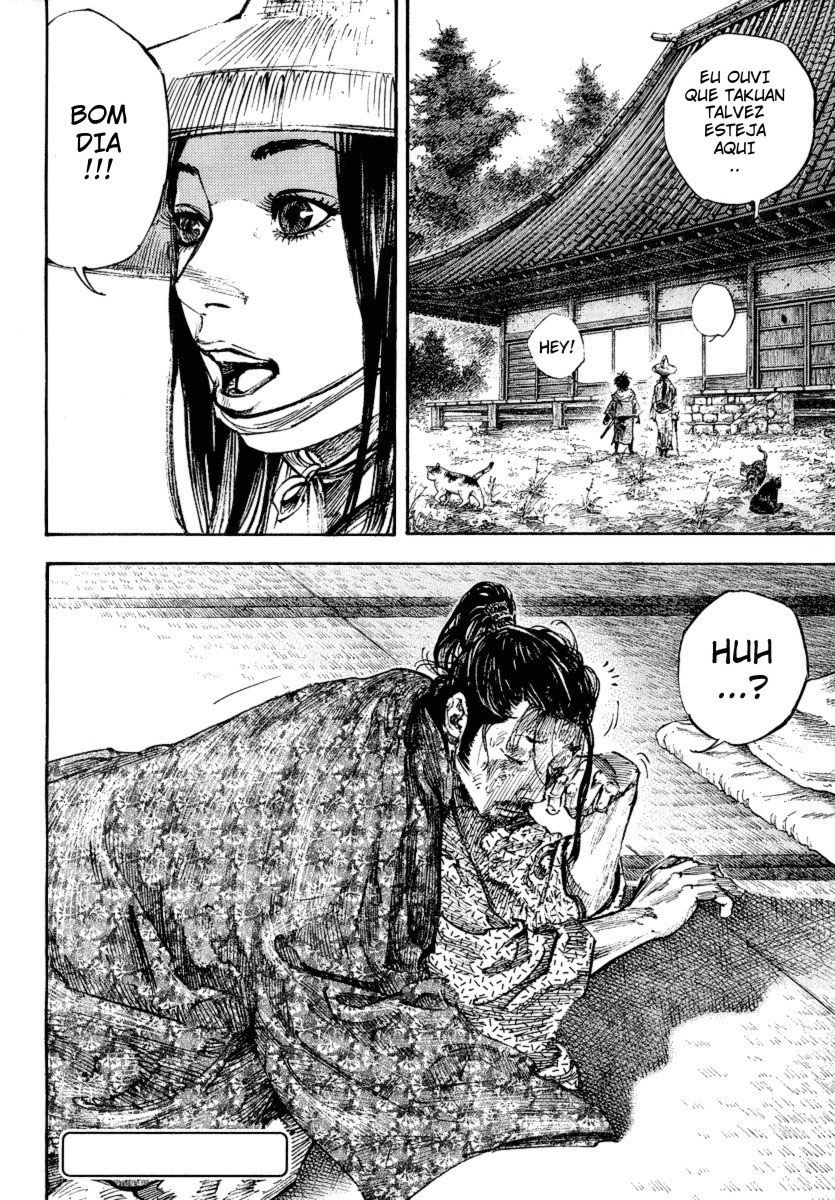 EU OUVI
QUE TAKUAN
TALVEZ
ESTEJA
AQUI
..
HEY!
BOM
DIA
!!!
HUH
...?